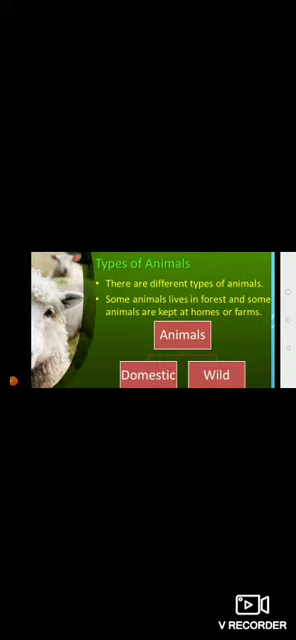 Types of Animals
• There are different types of animals.
• Some animals lives in forest and some
animals are kept at homes or farms.
Animals
Domestic
Wild
V RECORDER